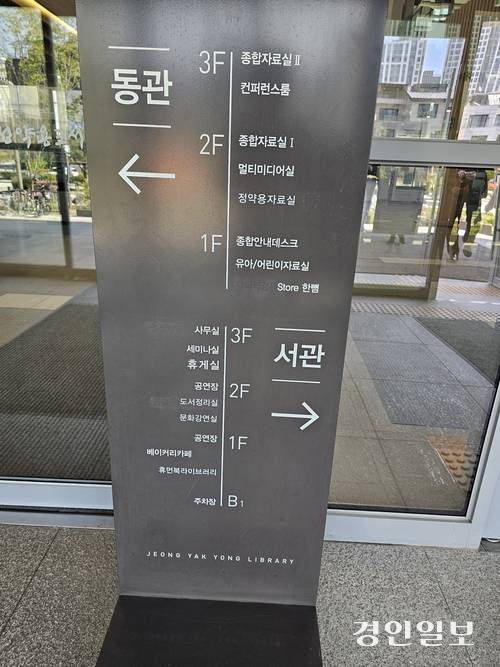 동관
3F 종합자료실 Ⅱ
컨퍼런스룸
2F 종합자료실 Ⅰ
멀티미디어실
정약용자료실
1F 종합안내데스크
유아/어린이자료실
Store 한뼘
서관
사무실 3F
세미나실
휴게실
공연장 2F
도서정리실
문화강연실
공연장 1F
베이커리카페
휴먼북라이브러리
주차장 B1
JEONG YAK YONG LIBRARY
경인일보